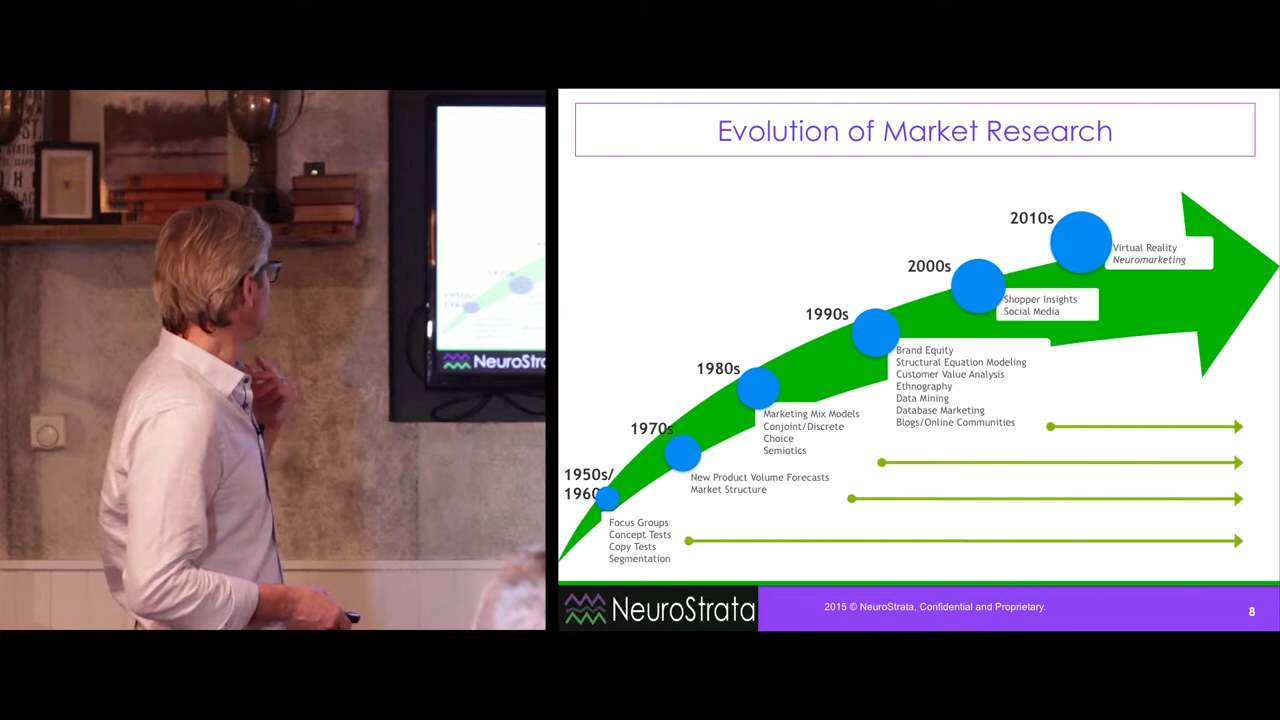 Evolution of Market Research
2010s
Virtual Reality
Neuromarketing
2000s
Shopper Insights
Social Media
1990s
Brand Equity
Structural Equation Modeling
Customer Value Analysis
Ethnography
Data Mining
Database Marketing
Blogs/Online Communities
1980s
Marketing Mix Models
Conjoint/Discrete
Choice
Semiotics
1970s
New Product Volume Forecasts
Market Structure
1950s/
1960
Focus Groups
Concept Tests
Copy Tests
Segmentation
NeuroStrata
2015 © NeuroStrata, Confidential and Proprietary.
8
NeuroStra